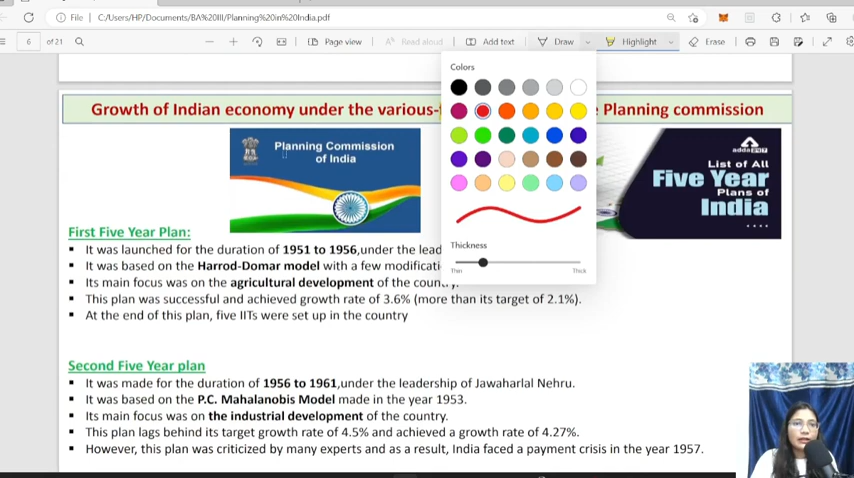 File
C:/Users/HP/Documents/BA%20III/Planning%20in%20India.pdf
6 of 21
Page view
Read aloud
Add text
Draw
Highlight
Erase
Colors
Thickness
Thin
Thick
Growth of Indian economy under the various-
Planning commission
Planning Commission
of India
adda247
List of All
Five Year
Plans of
India
First Five Year Plan:
▪ It was launched for the duration of 1951 to 1956,under the lead
▪ It was based on the Harrod-Domar model with a few modificati
▪ Its main focus was on the agricultural development of the country.
▪ This plan was successful and achieved growth rate of 3.6% (more than its target of 2.1%).
▪ At the end of this plan, five IITs were set up in the country
Second Five Year plan
▪ It was made for the duration of 1956 to 1961,under the leadership of Jawaharlal Nehru.
▪ It was based on the P.C. Mahalanobis Model made in the year 1953.
▪ Its main focus was on the industrial development of the country.
▪ This plan lags behind its target growth rate of 4.5% and achieved a growth rate of 4.27%.
▪ However, this plan was criticized by many experts and as a result, India faced a payment crisis in the year 1957.